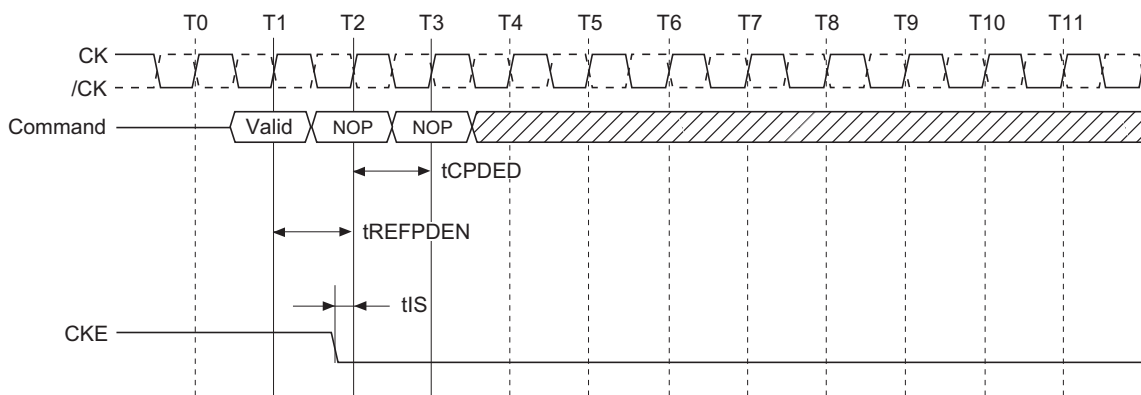 T0 T1 T2 T3 T4 T5 T6 T7 T8 T9 T10 T11
CK
/CK
Command Valid NOP NOP
tCPDED
tREFPDEN
tIS
CKE